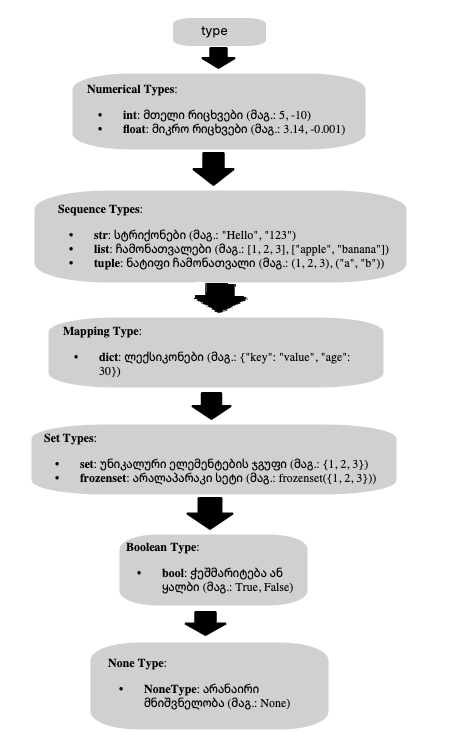 type
Numerical Types:
• int: მთელი რიცხვები (მაგ.: 5, -10)
• float: მიკრო რიცხვები (მაგ.: 3.14, -0.001)
Sequence Types:
• str: სტრიქონები (მაგ.: "Hello", "123")
• list: ჩამონათვალები (მაგ.: [1, 2, 3], ["apple", "banana"])
• tuple: ნატიფი ჩამონათვალი (მაგ.: (1, 2, 3), ("a", "b"))
Mapping Type:
• dict: ლექსიკონები (მაგ.: {"key": "value", "age":
30})
Set Types:
• set: უნიკალური ელემენტების ჯგუფი (მაგ.: {1, 2, 3})
• frozenset: არალაპარაკი სეტი (მაგ.: frozenset({1, 2, 3}))
Boolean Type:
• bool: ჭეშმარიტება ან
ყალბი (მაგ.: True, False)
None Type:
• NoneType: არანაირი
მნიშვნელობა (მაგ.: None)